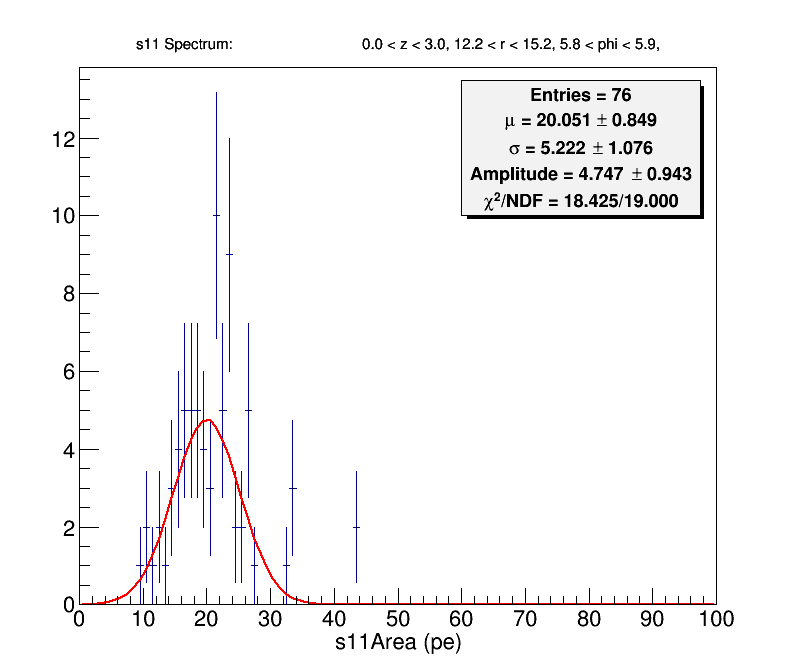 s11 Spectrum: 0.0 < z < 3.0, 12.2 < r < 15.2, 5.8 < phi < 5.9,
Entries = 76
μ = 20.051 ± 0.849
σ = 5.222 ± 1.076
Amplitude = 4.747 ± 0.943
χ²/NDF = 18.425/19.000
12
10
8
6
4
2
0
0 10 20 30 40 50 60 70 80 90 100
s11Area (pe)